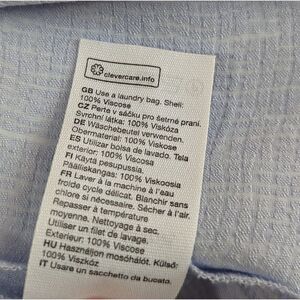 clevercare.info
GB Use a laundry bag. Shell:
100% Viscose
CZ Perte v sáčku pro šetrné praní.
Svrchní látka: 100% Viskóza
DE Wäschebeutel verwenden.
Obermaterial: 100% Viskose
ES Utilizar bolsa de lavado. Tela
exterior: 100% Viscosa
FI Käytä pesupussia.
Päälliskangas: 100% Viskoosia
FR Laver à la machine à l'eau
froide cycle délicat. Blanchir sans
chlore si nécessaire. Sécher à l'air.
Repasser à température
moyenne. Nettoyage à sec.
Utiliser un filet de lavage.
Exterieur: 100% Viscose
HU Használjon mosóhálót. Külső:
100% Viszkóz
IT Usare un sacchetto da bucato.